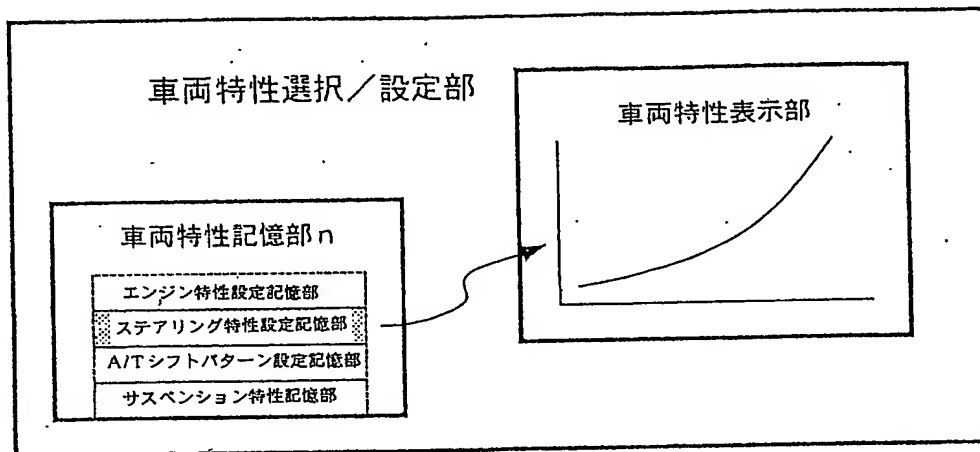 車両特性選択／設定部
車両特性表示部
車両特性記憶部n
エンジン特性設定記憶部
ステアリング特性設定記憶部
A/Tシフトパターン設定記憶部
サスペンション特性記憶部